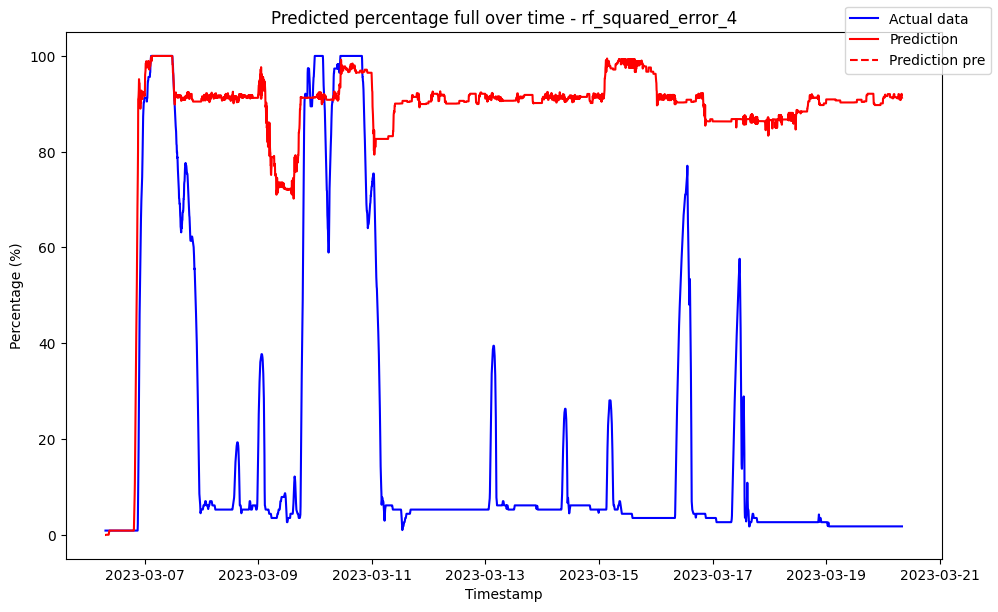 Predicted percentage full over time - rf_squared_error_4
Actual data
Prediction
Prediction pre
Percentage (%)
100
80
60
40
20
0
2023-03-07
2023-03-09
2023-03-11
2023-03-13
2023-03-15
2023-03-17
2023-03-19
2023-03-21
Timestamp